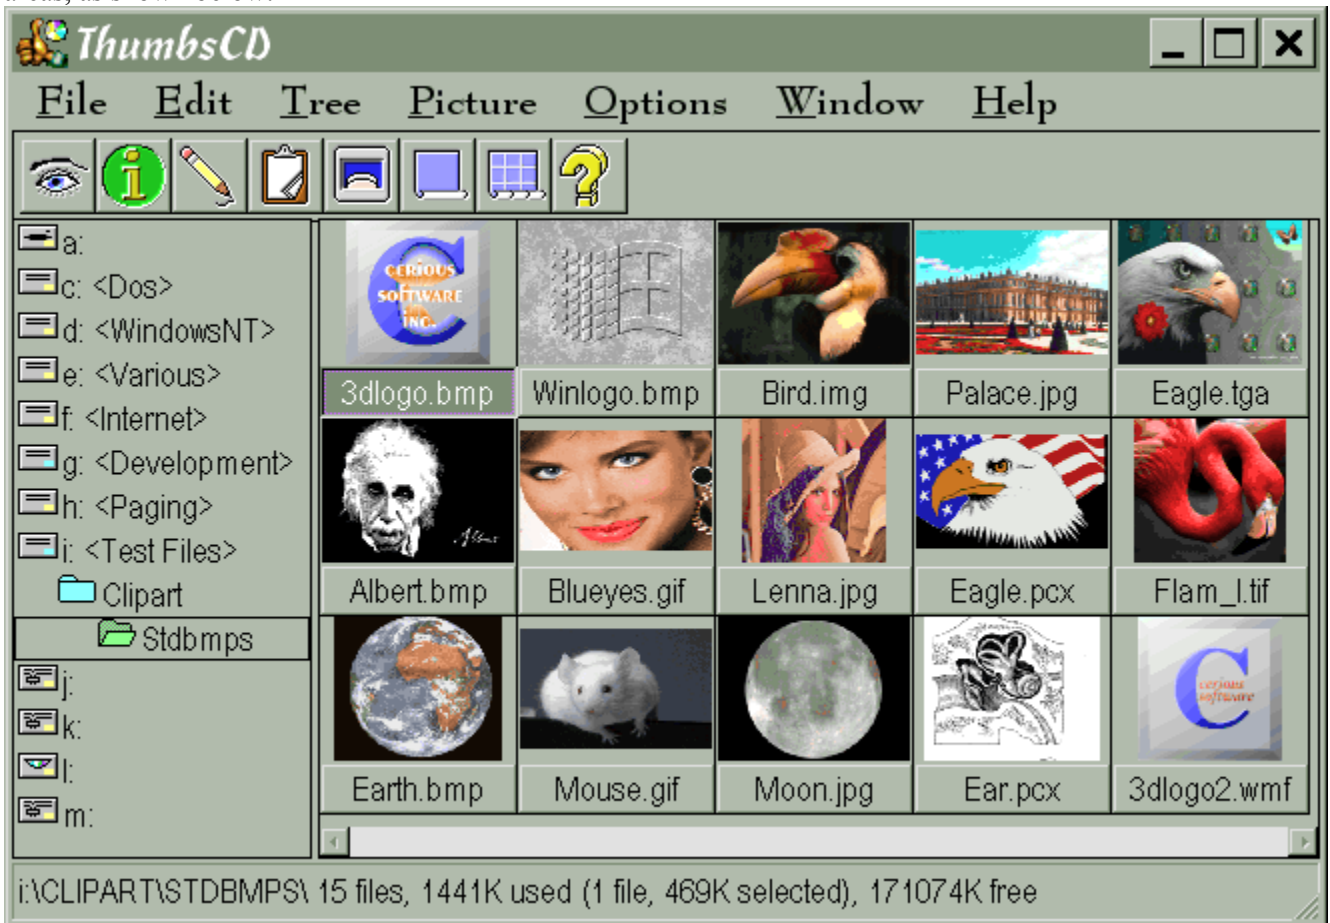 ThumbsCD
File Edit Tree Picture Options Window Help
a:
c: <Dos>
d: <WindowsNT>
e: <Various>
f: <Internet>
g: <Development>
h: <Paging>
i: <Test Files>
Clipart
Stdbmps
j:
k:
l:
m:
CERIOUS
SOFTWARE
INC.
3dlogo.bmp Winlogo.bmp Bird.img Palace.jpg Eagle.tga
Albert.bmp Blueyes.gif Lenna.jpg Eagle.pcx Flam_l.tif
cerious
software
Earth.bmp Mouse.gif Moon.jpg Ear.pcx 3dlogo2.wmf
i:\CLIPART\STDBMPS\ 15 files, 1441K used (1 file, 469K selected), 171074K free